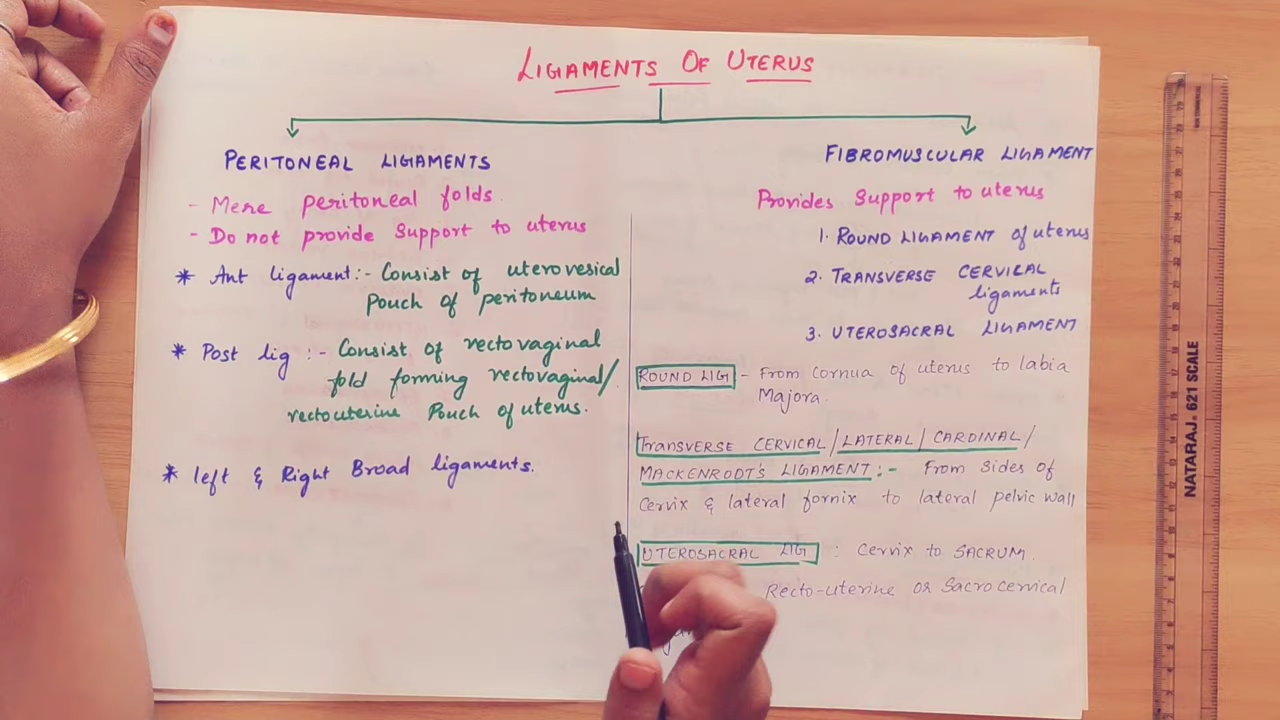 LIGAMENTS OF UTERUS
PERITONEAL LIGAMENTS
- Mere peritoneal folds.
- Do not provide Support to uterus
* Ant ligament:- Consist of uterovesical
Pouch of peritoneum
* Post lig :- Consist of rectovaginal
fold forming rectovaginal/
rectouterine Pouch of uterus.
* left & Right Broad ligaments.
FIBROMUSCULAR LIGAMENT
Provides Support to uterus
1. ROUND LIGAMENT of uterus
2. TRANSVERSE CERVICAL
ligaments
3. UTEROSACRAL LIGAMENT
ROUND LIG - From Cornua of uterus to labia
Majora.
TRANSVERSE CERVICAL / LATERAL / CARDINAL /
MACKENRODT'S LIGAMENT :- From Sides of
Cervix & lateral fornix to lateral pelvic wall
UTEROSACRAL LIG : Cervix to SACRUM.
Recto-uterine or Sacrocervical
NATARAJ 621 SCALE